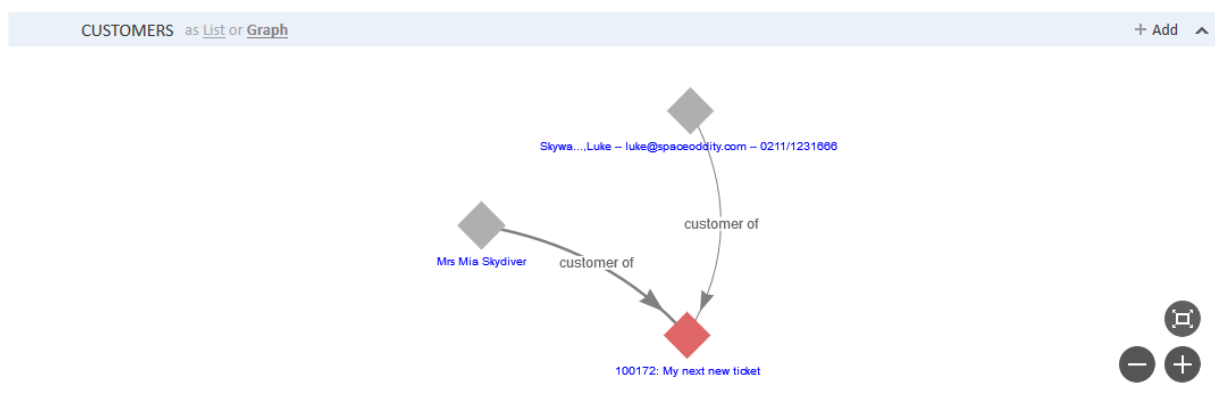 CUSTOMERS as List or Graph
+ Add
Skywa...,Luke -- luke@spaceoddity.com -- 0211/1231666
customer of
Mrs Mia Skydiver
customer of
100172: My next new ticket